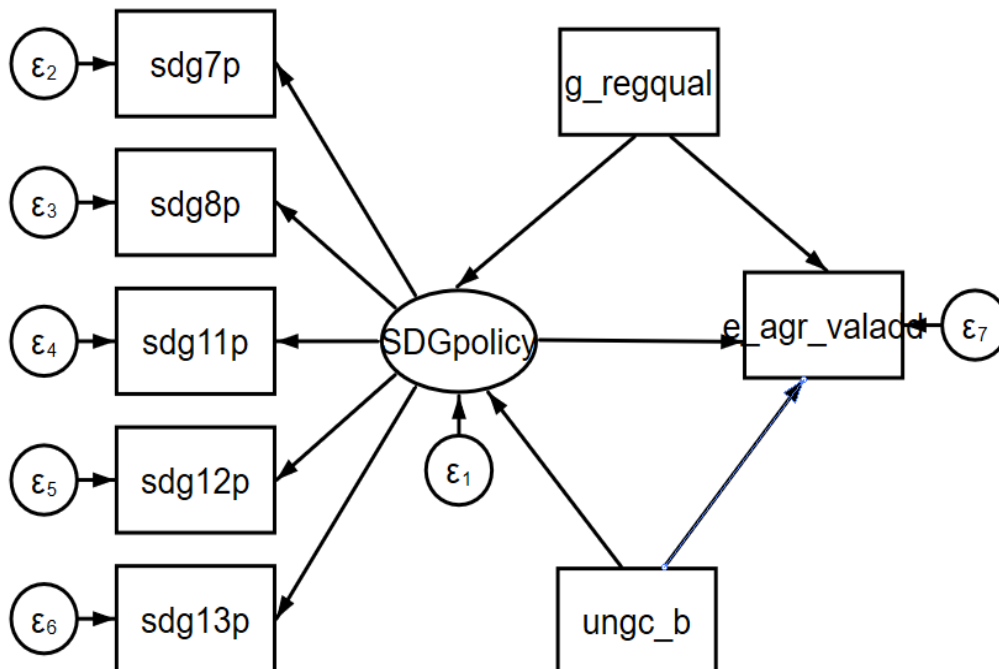 ε2
sdg7p
g_regqual
ε3
sdg8p
ε4
sdg11p
SDGpolicy
e_agr_valadd
ε7
ε5
sdg12p
ε1
ε6
sdg13p
ungc_b